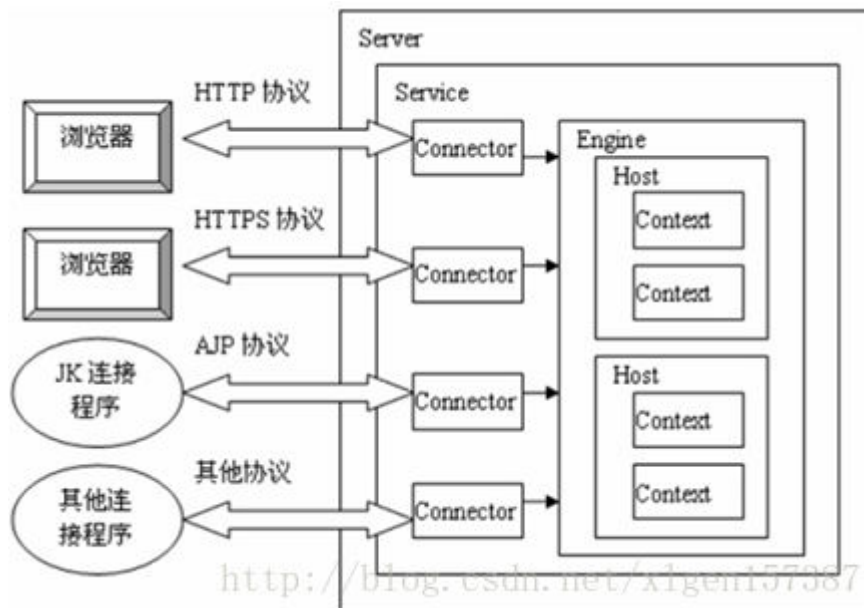 Server
Service
HTTP 协议
浏览器
Connector
Engine
Host
Context
Context
HTTPS 协议
浏览器
Connector
AJP 协议
JK 连接
程序
Connector
Host
Context
Context
其他协议
其他连
接程序
Connector
http://blog.csdn.net/xlgen157387